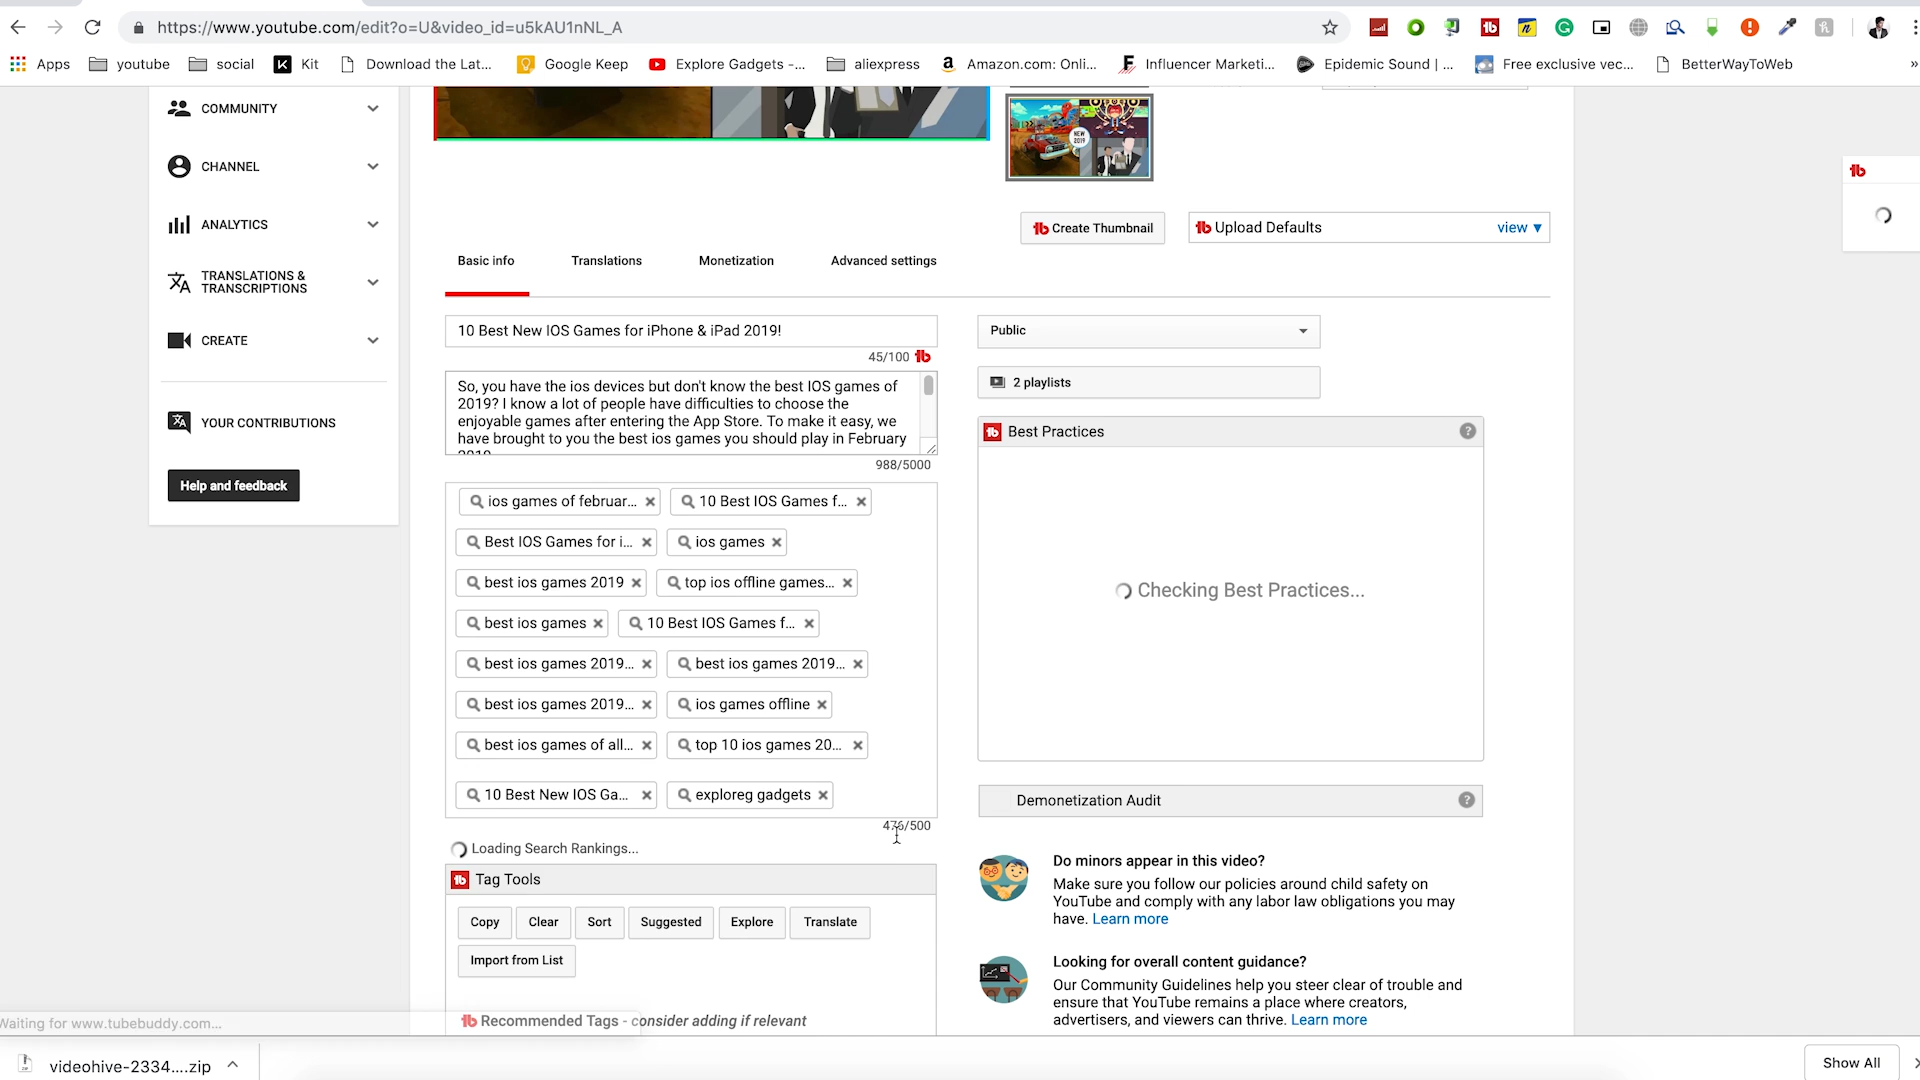 https://www.youtube.com/edit?o=U&video_id=u5kAU1nNL_A
Apps youtube social Kit Download the Lat... Google Keep Explore Gadgets -... aliexpress Amazon.com: Onli... Influencer Marketi... Epidemic Sound | ... Free exclusive vec... BetterWayToWeb »
COMMUNITY
CHANNEL
ANALYTICS
TRANSLATIONS &
TRANSCRIPTIONS
CREATE
YOUR CONTRIBUTIONS
Help and feedback
NEW
2019
Create Thumbnail
Upload Defaults view ▼
Basic info Translations Monetization Advanced settings
10 Best New IOS Games for iPhone & iPad 2019!
45/100
So, you have the ios devices but don't know the best IOS games of
2019? I know a lot of people have difficulties to choose the
enjoyable games after entering the App Store. To make it easy, we
have brought to you the best ios games you should play in February
2019
988/5000
ios games of februar... 10 Best IOS Games f...
Best IOS Games for i... ios games
best ios games 2019 top ios offline games...
best ios games 10 Best IOS Games f...
best ios games 2019... best ios games 2019...
best ios games 2019... ios games offline
best ios games of all... top 10 ios games 20...
10 Best New IOS Ga... exploreg gadgets
476/500
Loading Search Rankings...
Tag Tools
Copy Clear Sort Suggested Explore Translate
Import from List
Recommended Tags - consider adding if relevant
Public
2 playlists
Best Practices ?
Checking Best Practices...
Demonetization Audit ?
Do minors appear in this video?
Make sure you follow our policies around child safety on
YouTube and comply with any labor law obligations you may
have. Learn more
Looking for overall content guidance?
Our Community Guidelines help you steer clear of trouble and
ensure that YouTube remains a place where creators,
advertisers, and viewers can thrive. Learn more
Waiting for www.tubebuddy.com...
videohive-2334....zip
Show All